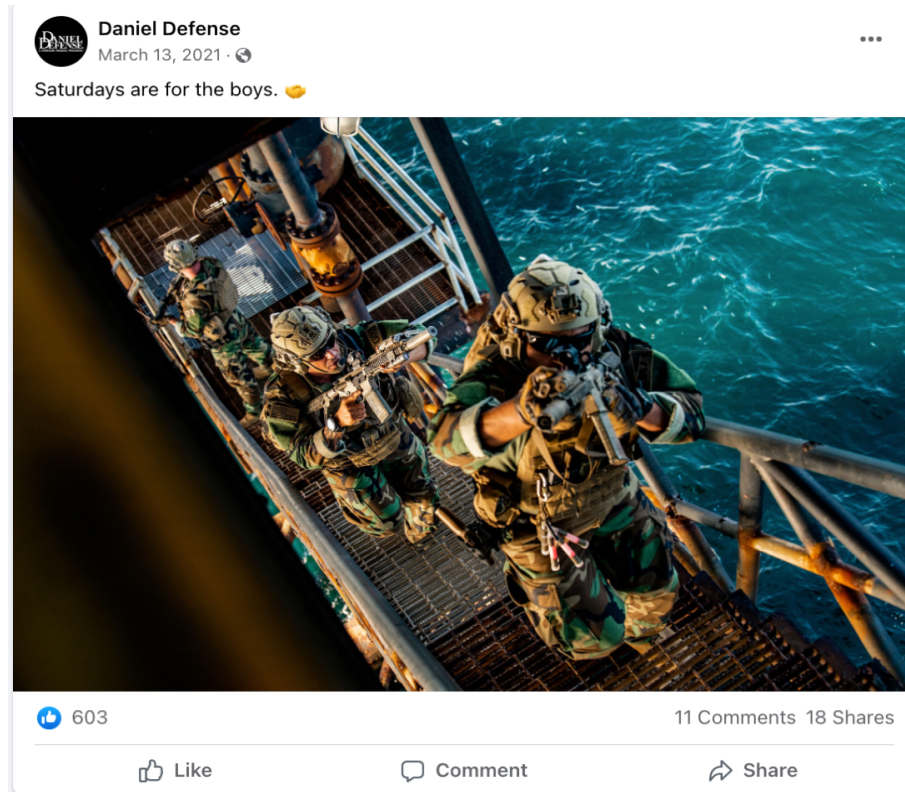 Daniel Defense
March 13, 2021 ·
Saturdays are for the boys. 🤝
DANIEL
DEFENSE
603
11 Comments 18 Shares
Like
Comment
Share